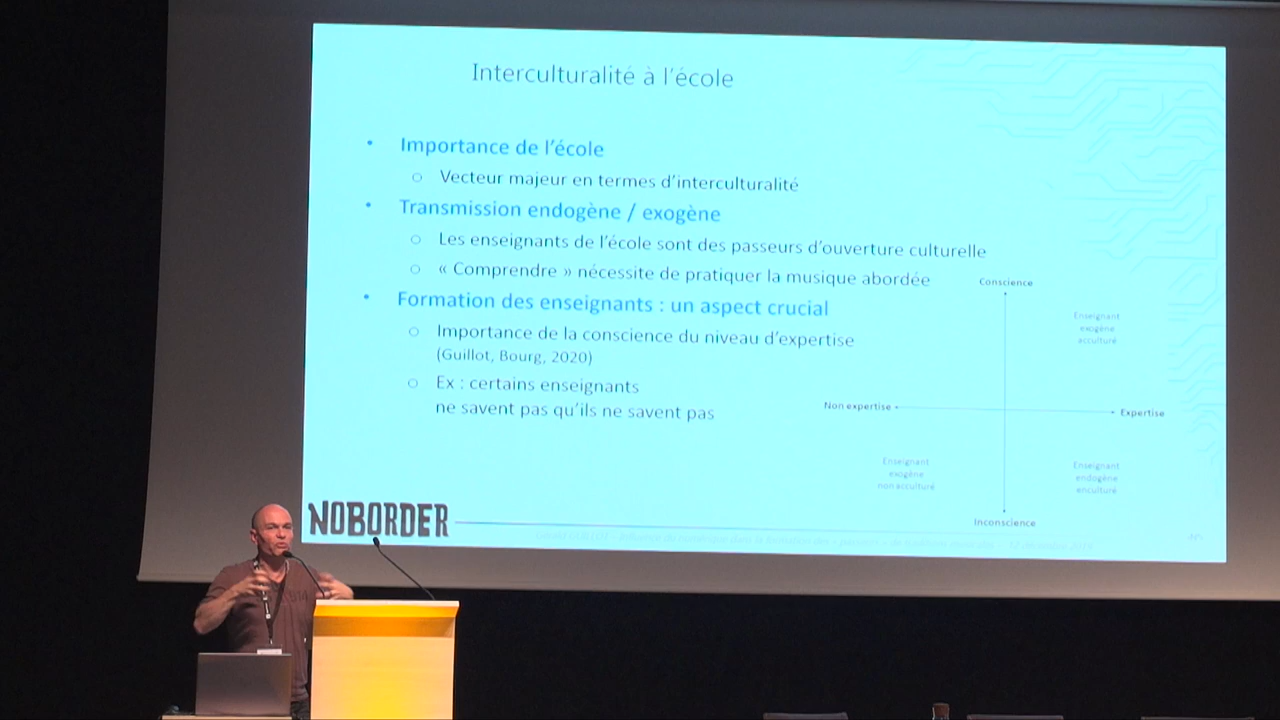 Interculturalité à l'école
• Importance de l'école
o Vecteur majeur en termes d'interculturalité
• Transmission endogène / exogène
o Les enseignants de l'école sont des passeurs d'ouverture culturelle
o « Comprendre » nécessite de pratiquer la musique abordée
• Formation des enseignants : un aspect crucial
o Importance de la conscience du niveau d'expertise
(Guillot, Bourg, 2020)
o Ex : certains enseignants
ne savent pas qu'ils ne savent pas
Conscience
Enseignant
exogène
acculturé
Non expertise
Expertise
Enseignant
exogène
non acculturé
Enseignant
endogène
enculturé
Inconscience
NOBORDER